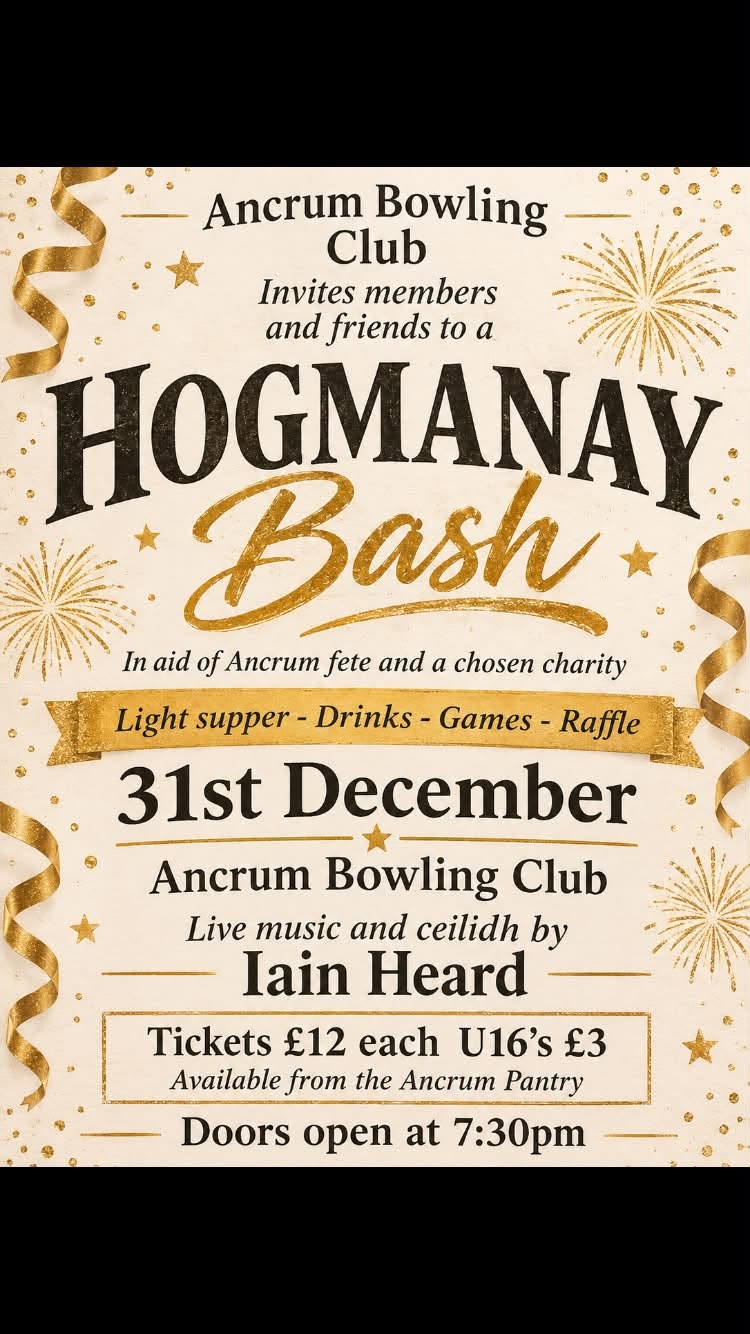 Ancrum Bowling
Club
Invites members
and friends to a
HOGMANAY
Bash
In aid of Ancrum fete and a chosen charity
Light supper - Drinks - Games - Raffle
31st December
Ancrum Bowling Club
Live music and ceilidh by
Iain Heard
Tickets £12 each U16's £3
Available from the Ancrum Pantry
Doors open at 7:30pm